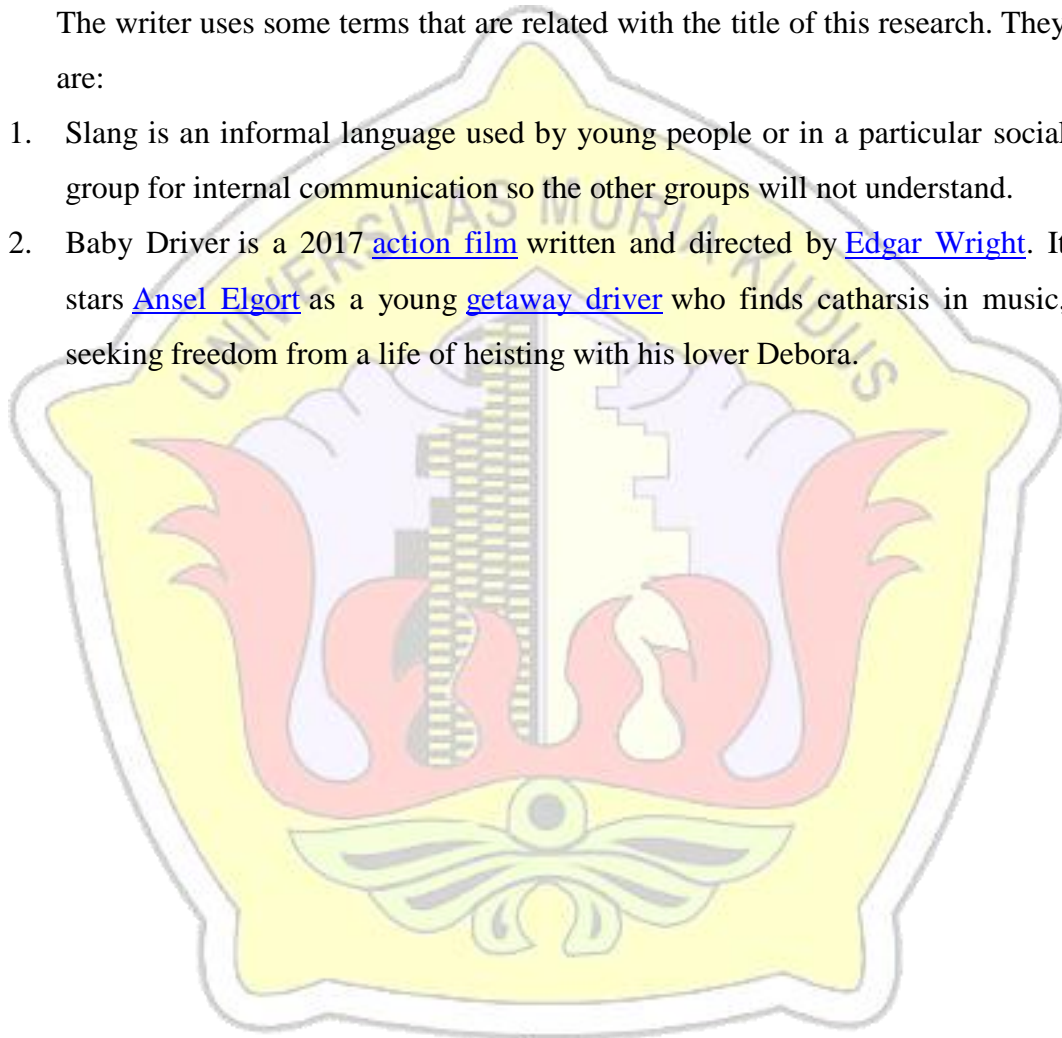 The writer uses some terms that are related with the title of this research. They
are:
1. Slang is an informal language used by young people or in a particular social
group for internal communication so the other groups will not understand.
2. Baby Driver is a 2017 action film written and directed by Edgar Wright. It
stars Ansel Elgort as a young getaway driver who finds catharsis in music,
seeking freedom from a life of heisting with his lover Debora.
UNIVERSITAS MURIA KUDUS